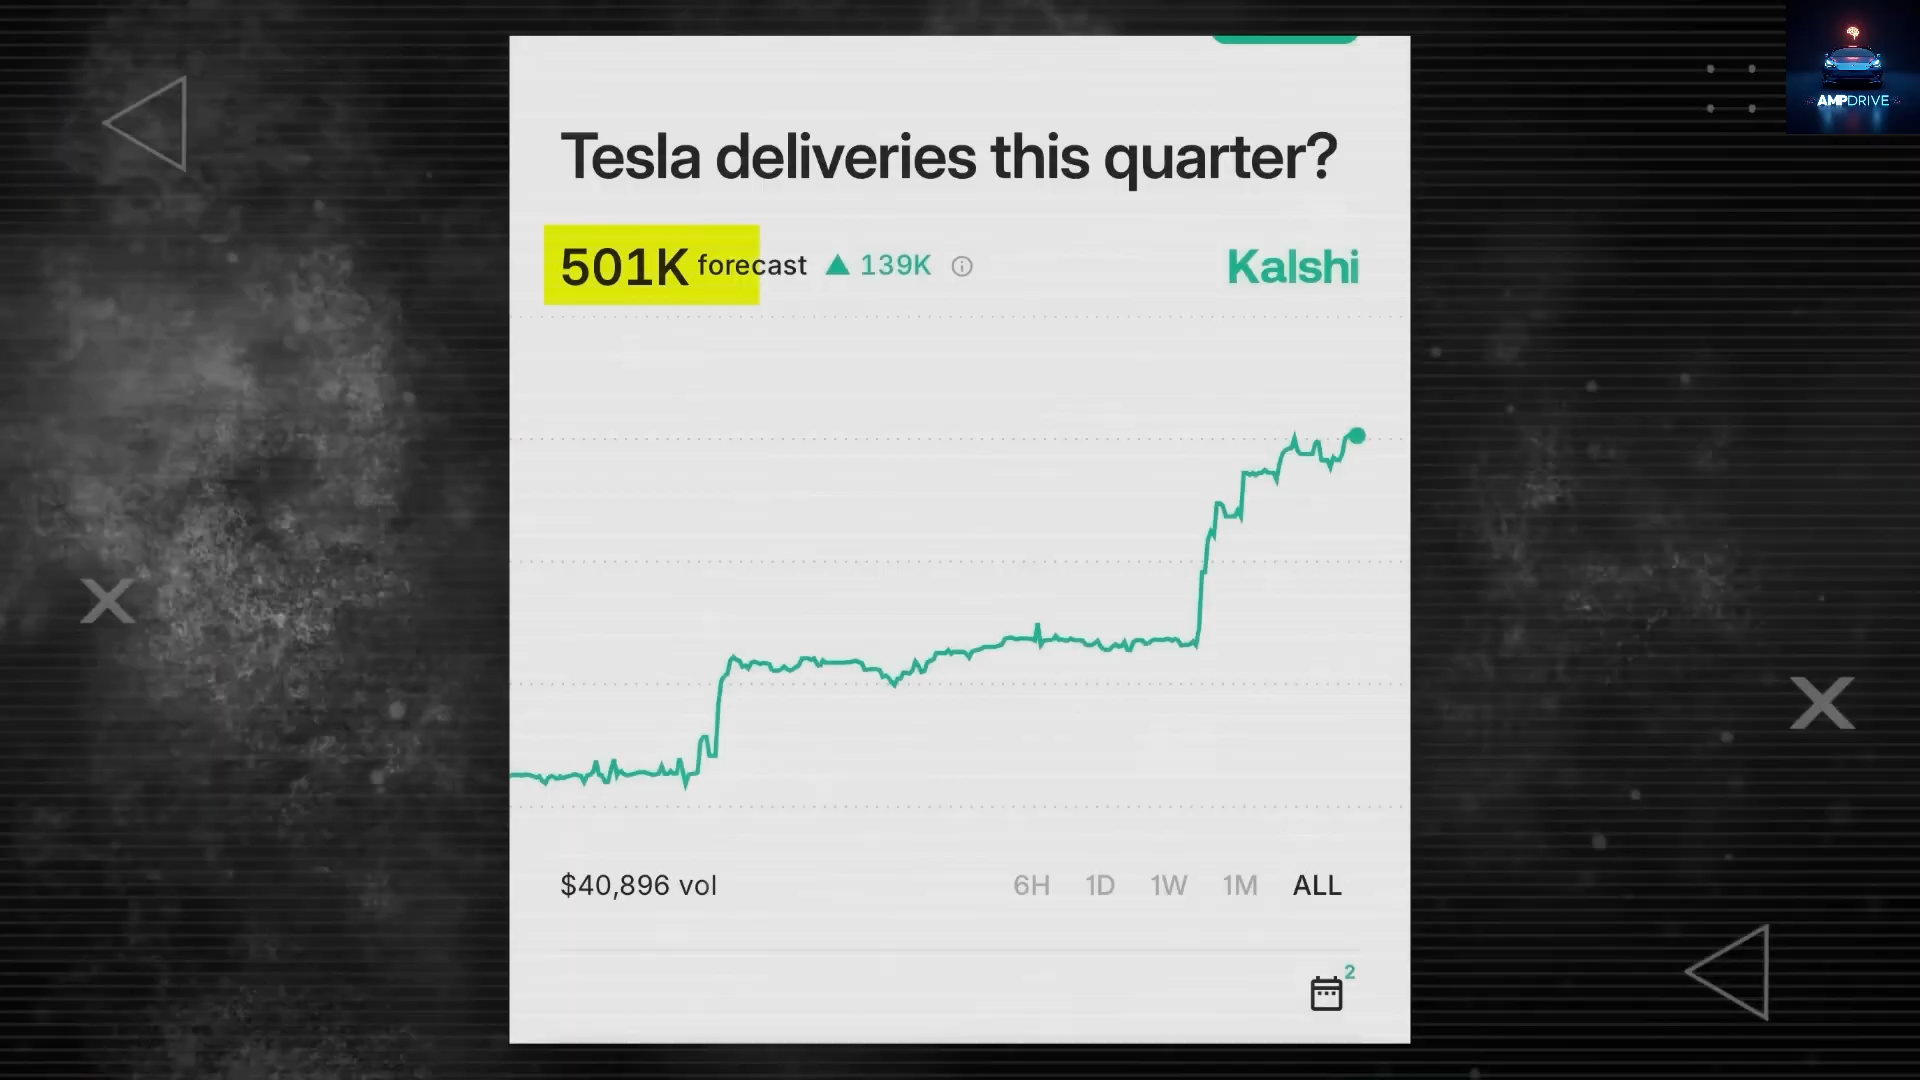 AMPDRIVE
Tesla deliveries this quarter?
501K forecast ▲ 139K
Kalshi
$40,896 vol
6H 1D 1W 1M ALL
2